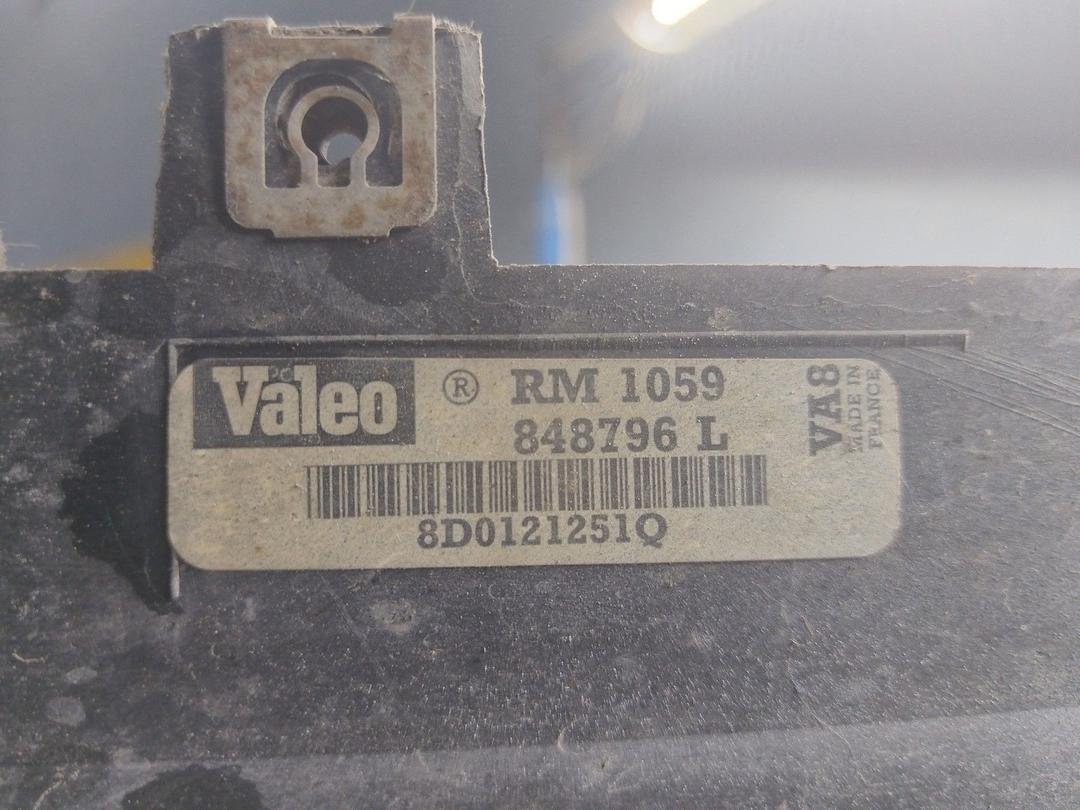 Valeo ® RM 1059
848796 L
8D0121251Q
VA8
MADE IN
FRANCE